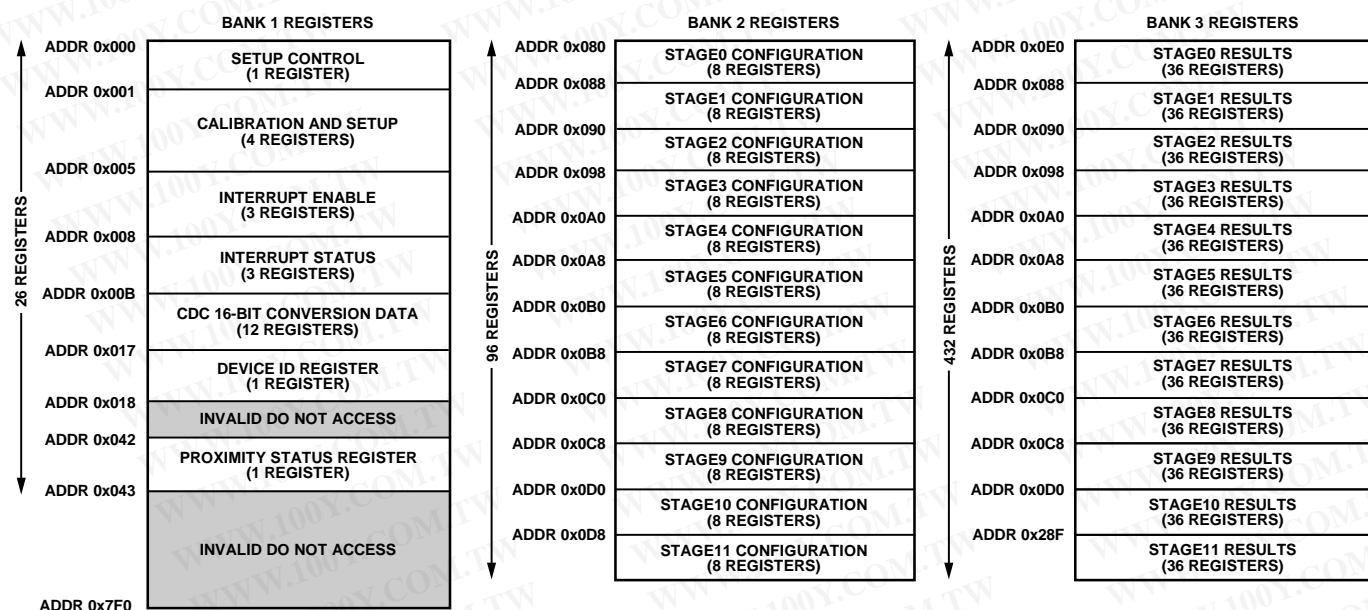 BANK 1 REGISTERS
ADDR 0x000
SETUP CONTROL
(1 REGISTER)
ADDR 0x001
CALIBRATION AND SETUP
(4 REGISTERS)
ADDR 0x005
INTERRUPT ENABLE
(3 REGISTERS)
ADDR 0x008
INTERRUPT STATUS
(3 REGISTERS)
ADDR 0x00B
CDC 16-BIT CONVERSION DATA
(12 REGISTERS)
ADDR 0x017
DEVICE ID REGISTER
(1 REGISTER)
ADDR 0x018
INVALID DO NOT ACCESS
ADDR 0x042
PROXIMITY STATUS REGISTER
(1 REGISTER)
ADDR 0x043
INVALID DO NOT ACCESS
ADDR 0x7F0
26 REGISTERS
BANK 2 REGISTERS
ADDR 0x080
STAGE0 CONFIGURATION
(8 REGISTERS)
ADDR 0x088
STAGE1 CONFIGURATION
(8 REGISTERS)
ADDR 0x090
STAGE2 CONFIGURATION
(8 REGISTERS)
ADDR 0x098
STAGE3 CONFIGURATION
(8 REGISTERS)
ADDR 0x0A0
STAGE4 CONFIGURATION
(8 REGISTERS)
ADDR 0x0A8
STAGE5 CONFIGURATION
(8 REGISTERS)
ADDR 0x0B0
STAGE6 CONFIGURATION
(8 REGISTERS)
ADDR 0x0B8
STAGE7 CONFIGURATION
(8 REGISTERS)
ADDR 0x0C0
STAGE8 CONFIGURATION
(8 REGISTERS)
ADDR 0x0C8
STAGE9 CONFIGURATION
(8 REGISTERS)
ADDR 0x0D0
STAGE10 CONFIGURATION
(8 REGISTERS)
ADDR 0x0D8
STAGE11 CONFIGURATION
(8 REGISTERS)
96 REGISTERS
BANK 3 REGISTERS
ADDR 0x0E0
STAGE0 RESULTS
(36 REGISTERS)
ADDR 0x088
STAGE1 RESULTS
(36 REGISTERS)
ADDR 0x090
STAGE2 RESULTS
(36 REGISTERS)
ADDR 0x098
STAGE3 RESULTS
(36 REGISTERS)
ADDR 0x0A0
STAGE4 RESULTS
(36 REGISTERS)
ADDR 0x0A8
STAGE5 RESULTS
(36 REGISTERS)
ADDR 0x0B0
STAGE6 RESULTS
(36 REGISTERS)
ADDR 0x0B8
STAGE7 RESULTS
(36 REGISTERS)
ADDR 0x0C0
STAGE8 RESULTS
(36 REGISTERS)
ADDR 0x0C8
STAGE9 RESULTS
(36 REGISTERS)
ADDR 0x0D0
STAGE10 RESULTS
(36 REGISTERS)
ADDR 0x28F
STAGE11 RESULTS
(36 REGISTERS)
432 REGISTERS
WWW.100Y.COM.TW